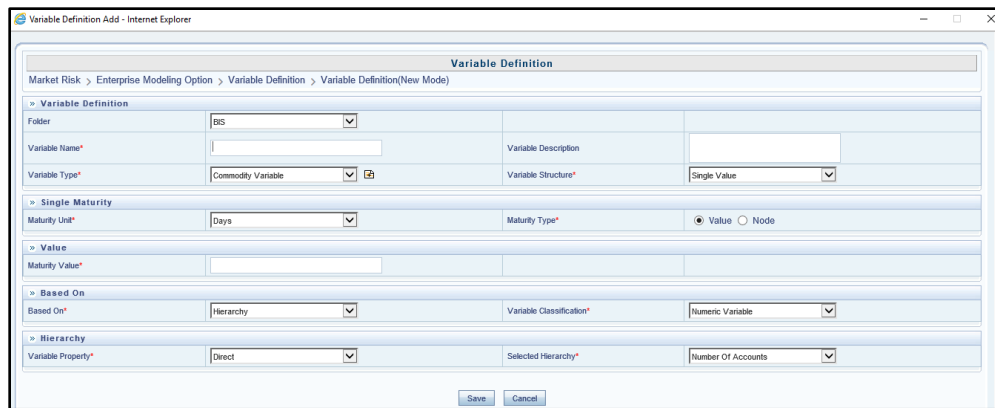 Variable Definition Add - Internet Explorer
Variable Definition
Market Risk > Enterprise Modeling Option > Variable Definition > Variable Definition(New Mode)
» Variable Definition
Folder BIS
Variable Name* Variable Description
Variable Type* Commodity Variable Variable Structure* Single Value
» Single Maturity
Maturity Unit* Days Maturity Type* Value Node
» Value
Maturity Value*
» Based On
Based On* Hierarchy Variable Classification* Numeric Variable
» Hierarchy
Variable Property* Direct Selected Hierarchy* Number Of Accounts
Save Cancel